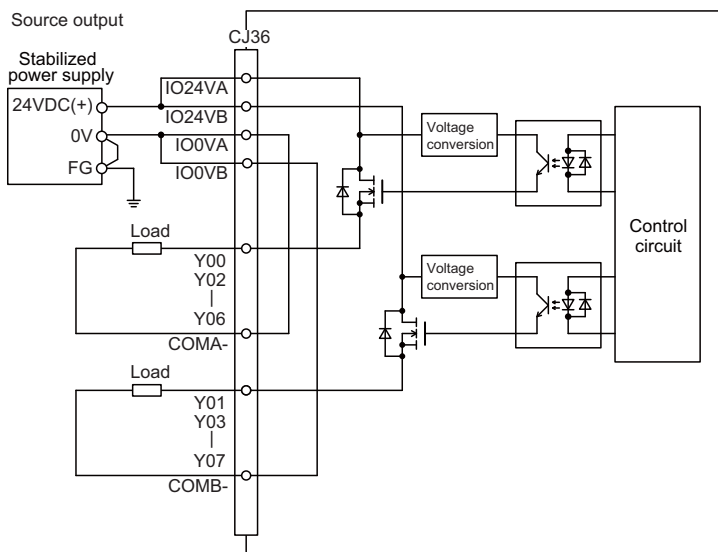 Source output
CJ36
Stabilized
power supply
24VDC(+)
0V
FG
IO24VA
IO24VB
IO0VA
IO0VB
Voltage
conversion
Control
circuit
Load
Y00
Y02
|
Y06
COMA-
Voltage
conversion
Load
Y01
Y03
|
Y07
COMB-